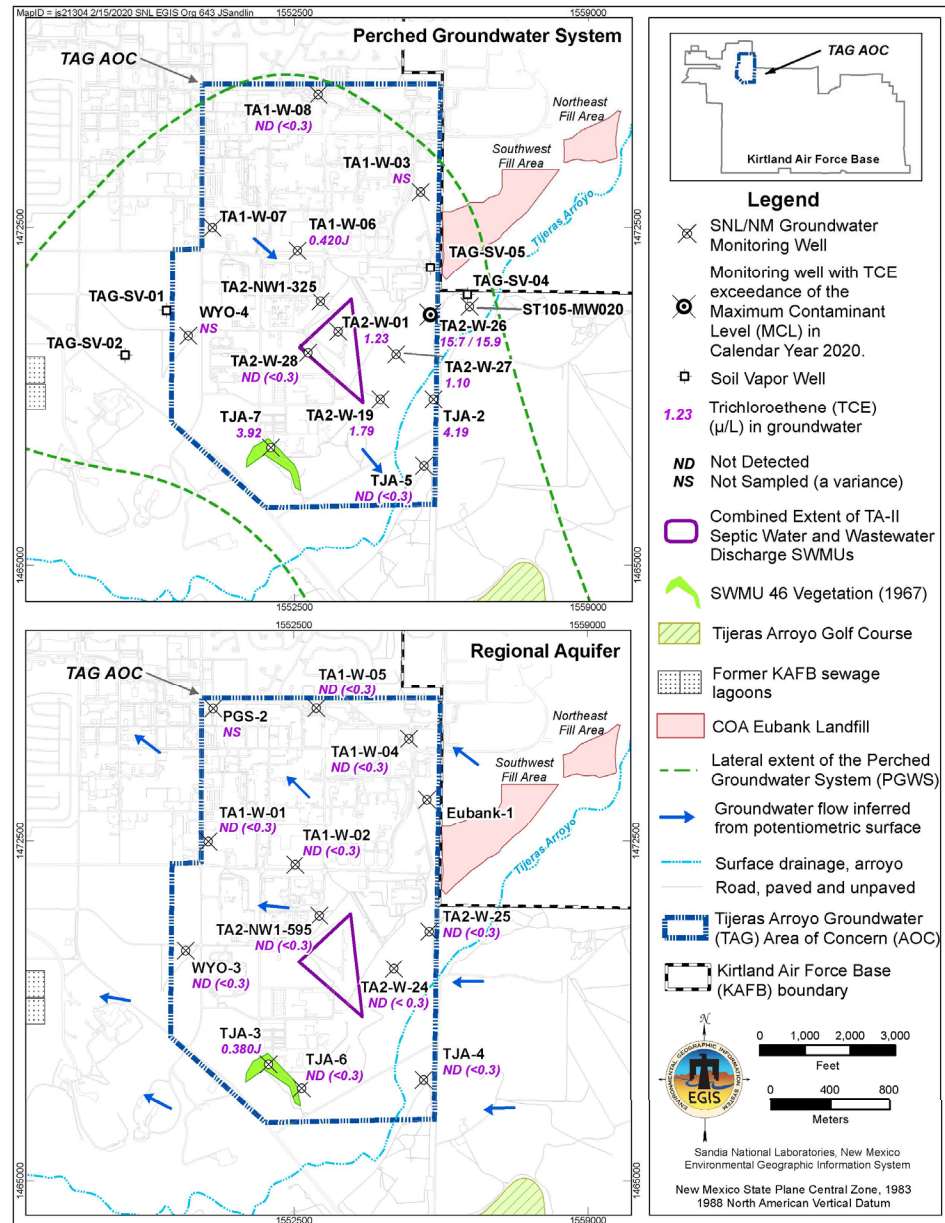 MapID = js21304 2/15/2020 SNL EGIS Org 643 JSandlin
1552500
1559000
Perched Groundwater System
TAG AOC
TA1-W-08
ND (<0.3)
Northeast
Fill Area
Southwest
Fill Area
TA1-W-03
NS
Tijeras Arroyo
1472500
TA1-W-07
TA1-W-06
0.420J
TAG-SV-05
TAG-SV-04
TAG-SV-01
TA2-NW1-325
ST105-MW020
WYO-4
NS
TA2-W-01
1.23
TA2-W-26
15.7 / 15.9
TAG-SV-02
TA2-W-28
ND (<0.3)
TA2-W-27
1.10
TJA-7
3.92
TA2-W-19
1.79
TJA-2
4.19
TJA-5
ND (<0.3)
1465000
1552500
1559000
Regional Aquifer
TAG AOC
TA1-W-05
ND (<0.3)
PGS-2
NS
Northeast
Fill Area
TA1-W-04
ND (<0.3)
Southwest
Fill Area
TA1-W-01
ND (<0.3)
Eubank-1
1472500
TA1-W-02
ND (<0.3)
Tijeras Arroyo
TA2-NW1-595
ND (<0.3)
TA2-W-25
ND (<0.3)
WYO-3
ND (<0.3)
TA2-W-24
ND (< 0.3)
TJA-3
0.380J
TJA-6
ND (<0.3)
TJA-4
ND (<0.3)
1465000
1552500
1559000
TAG AOC
Kirtland Air Force Base
Legend
SNL/NM Groundwater
Monitoring Well
Monitoring well with TCE
exceedance of the
Maximum Contaminant
Level (MCL) in
Calendar Year 2020.
Soil Vapor Well
1.23 Trichloroethene (TCE)
(µ/L) in groundwater
ND Not Detected
NS Not Sampled (a variance)
Combined Extent of TA-II
Septic Water and Wastewater
Discharge SWMUs
SWMU 46 Vegetation (1967)
Tijeras Arroyo Golf Course
Former KAFB sewage
lagoons
COA Eubank Landfill
Lateral extent of the Perched
Groundwater System (PGWS)
Groundwater flow inferred
from potentiometric surface
Surface drainage, arroyo
Road, paved and unpaved
Tijeras Arroyo Groundwater
(TAG) Area of Concern (AOC)
Kirtland Air Force Base
(KAFB) boundary
N
ENVIRONMENTAL GEOGRAPHIC INFORMATION SYSTEM
EGIS
0 1,000 2,000 3,000
Feet
0 400 800
Meters
Sandia National Laboratories, New Mexico
Environmental Geographic Information System
New Mexico State Plane Central Zone, 1983
1988 North American Vertical Datum